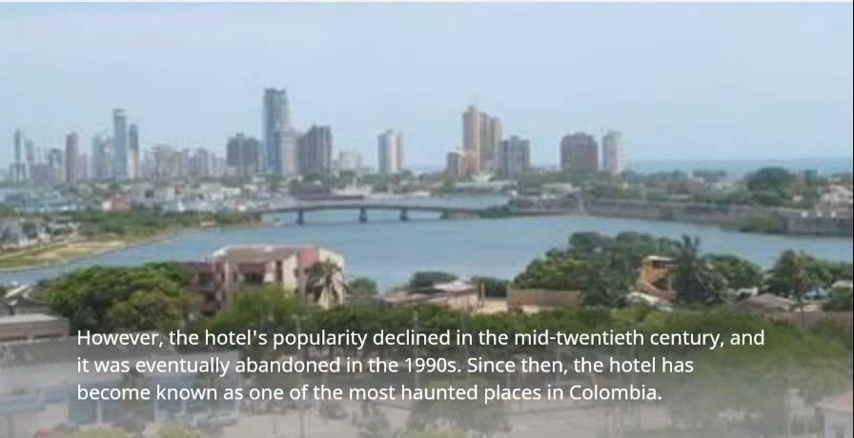 However, the hotel's popularity declined in the mid-twentieth century, and
it was eventually abandoned in the 1990s. Since then, the hotel has
become known as one of the most haunted places in Colombia.